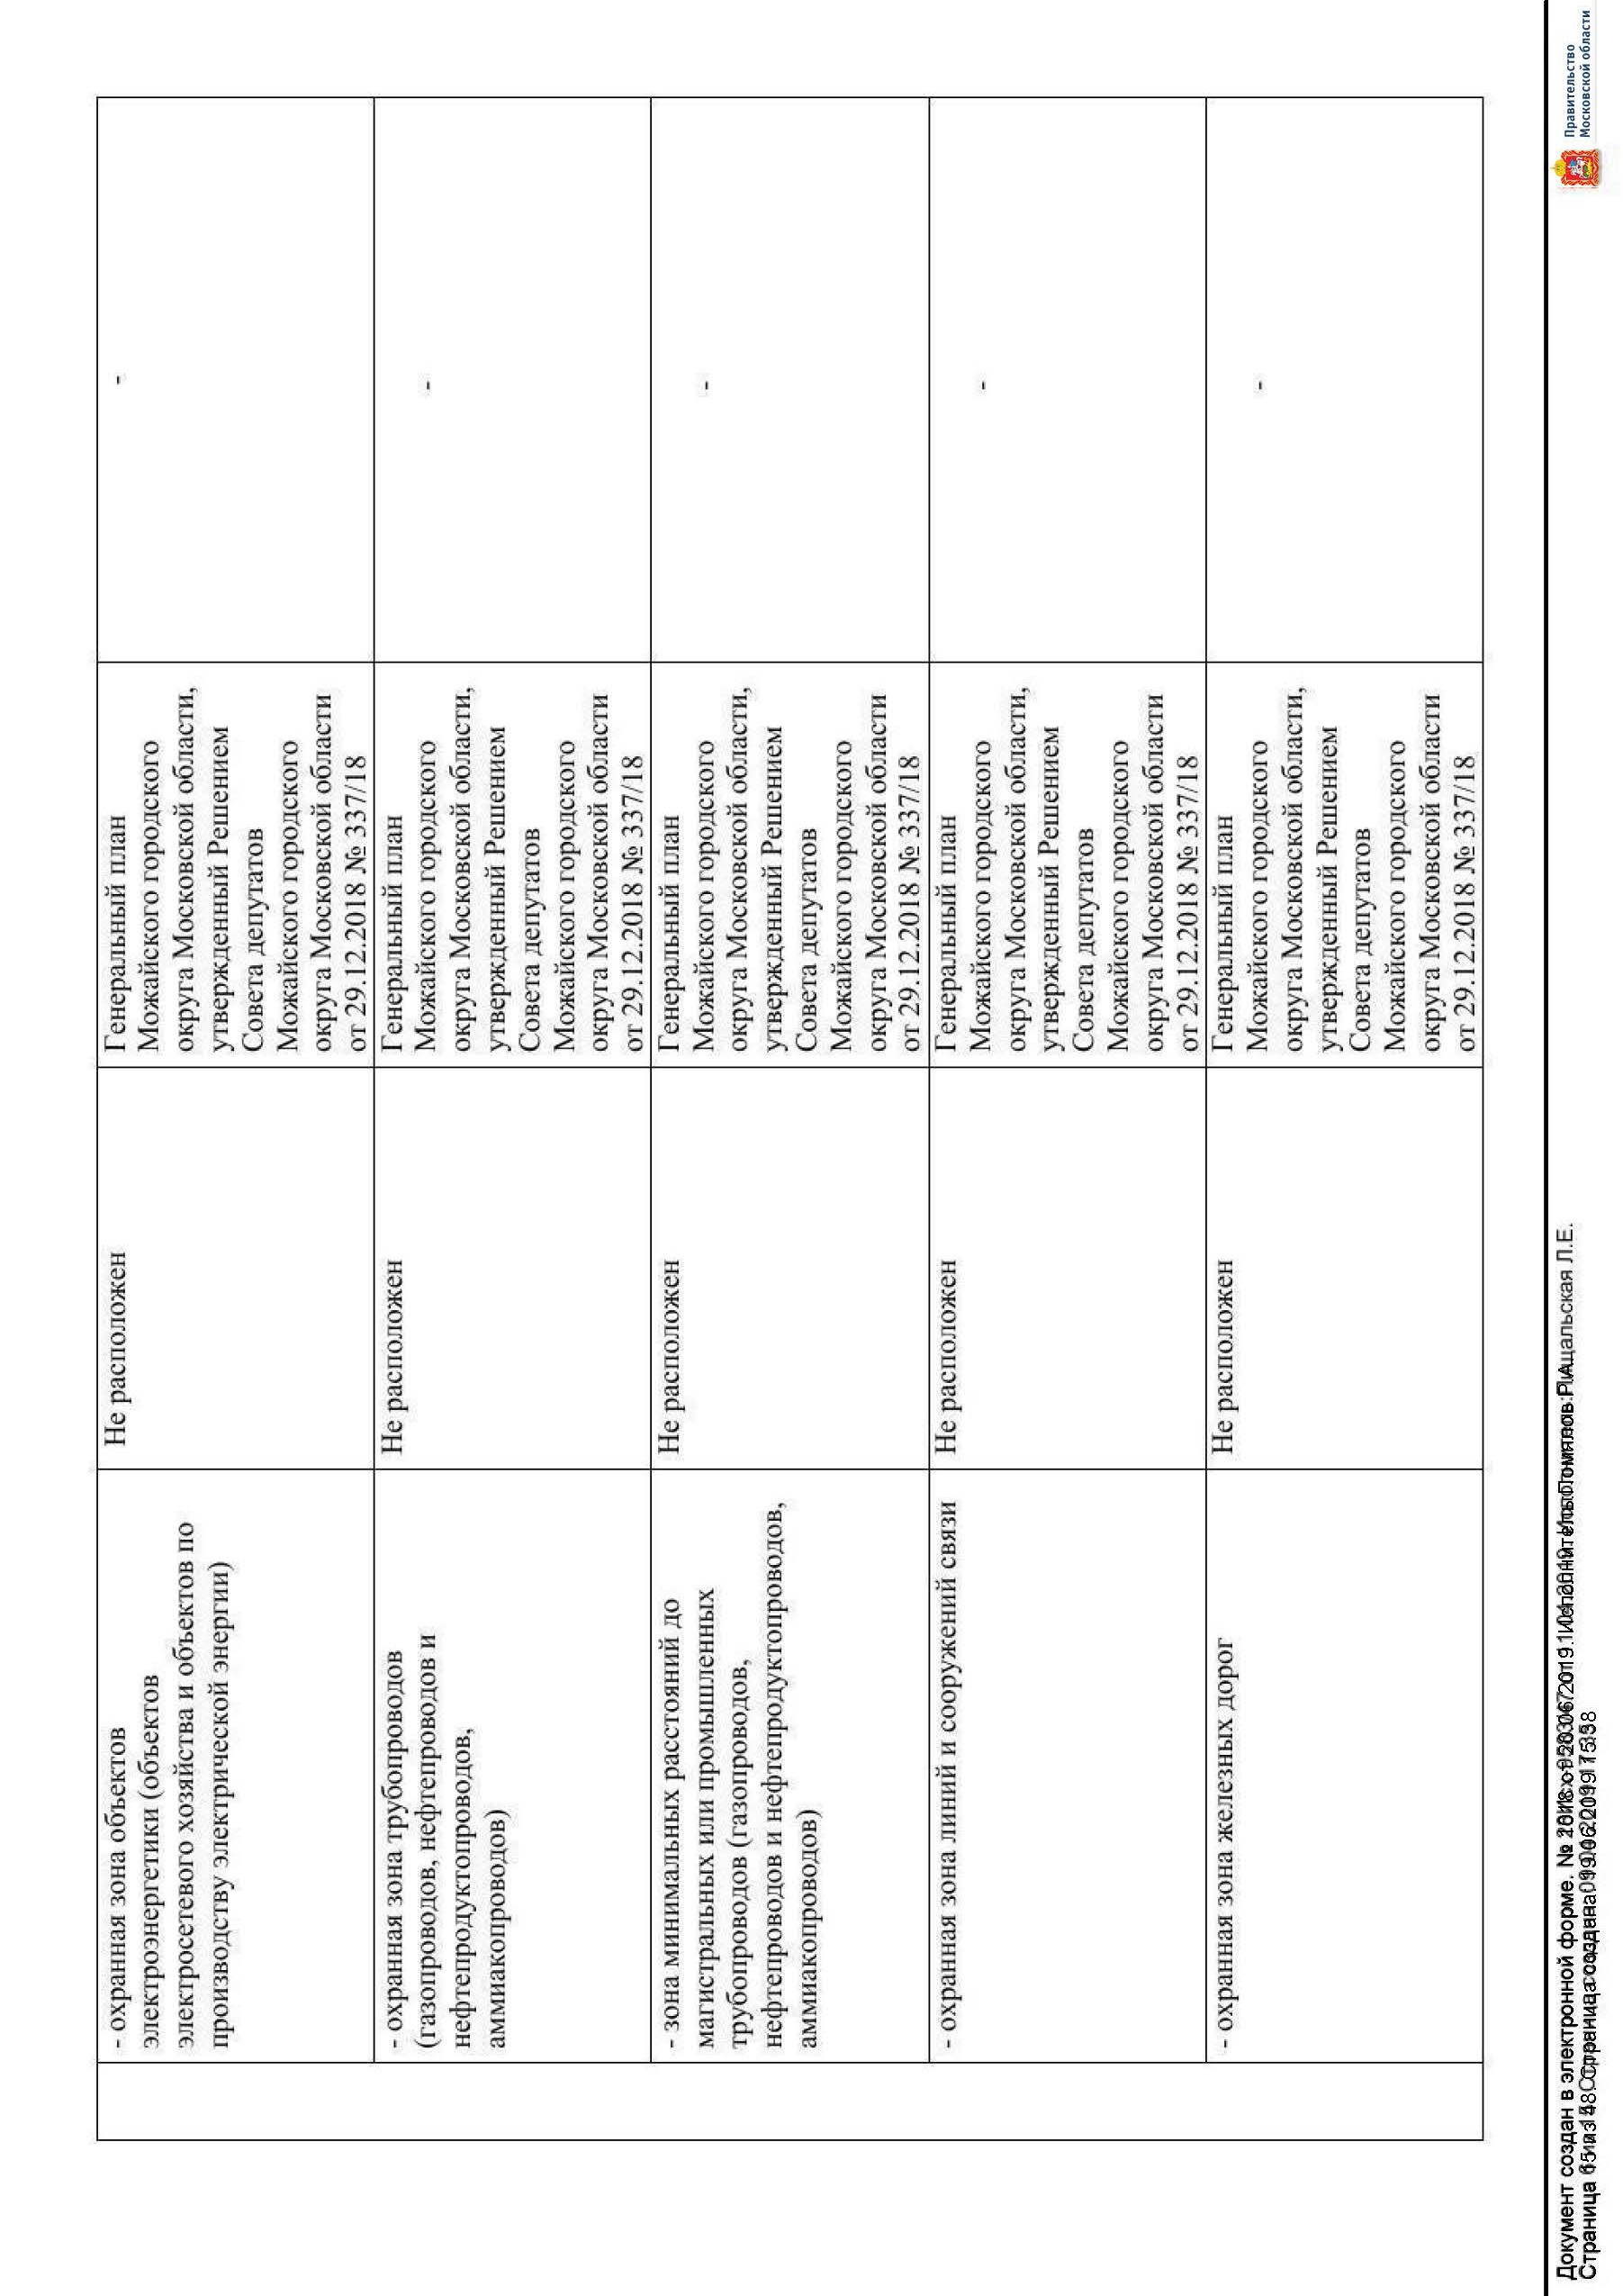 - охранная зона объектов
электроэнергетики (объектов
электросетевого хозяйства и объектов по
производству электрической энергии)
Не расположен
Генеральный план
Можайского городского
округа Московской области,
утвержденный Решением
Совета депутатов
Можайского городского
округа Московской области
от 29.12.2018 № 337/18
-
- охранная зона трубопроводов
(газопроводов, нефтепроводов и
нефтепродуктопроводов,
аммиакопроводов)
Не расположен
Генеральный план
Можайского городского
округа Московской области,
утвержденный Решением
Совета депутатов
Можайского городского
округа Московской области
от 29.12.2018 № 337/18
-
- зона минимальных расстояний до
магистральных или промышленных
трубопроводов (газопроводов,
нефтепроводов и нефтепродуктопроводов,
аммиакопроводов)
Не расположен
Генеральный план
Можайского городского
округа Московской области,
утвержденный Решением
Совета депутатов
Можайского городского
округа Московской области
от 29.12.2018 № 337/18
-
- охранная зона линий и сооружений связи
Не расположен
Генеральный план
Можайского городского
округа Московской области,
утвержденный Решением
Совета депутатов
Можайского городского
округа Московской области
от 29.12.2018 № 337/18
-
- охранная зона железных дорог
Не расположен
Генеральный план
Можайского городского
округа Московской области,
утвержденный Решением
Совета депутатов
Можайского городского
округа Московской области
от 29.12.2018 № 337/18
-
Документ создан в электронной форме. №
Страница
Правительство
Московской области